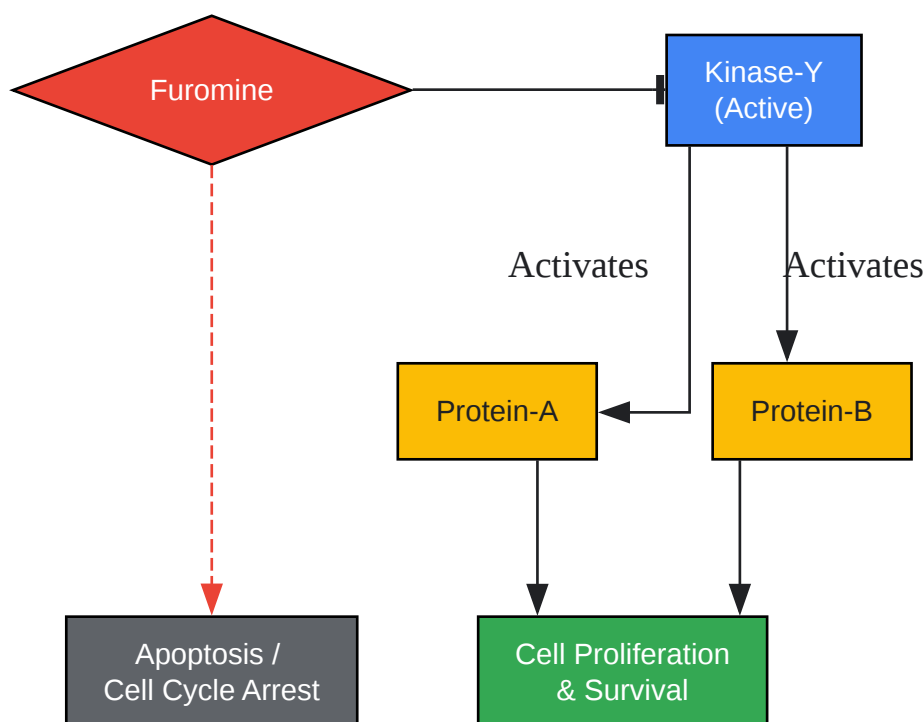 Furomine
Kinase-Y
(Active)
Activates
Activates
Protein-A
Protein-B
Apoptosis /
Cell Cycle Arrest
Cell Proliferation
& Survival